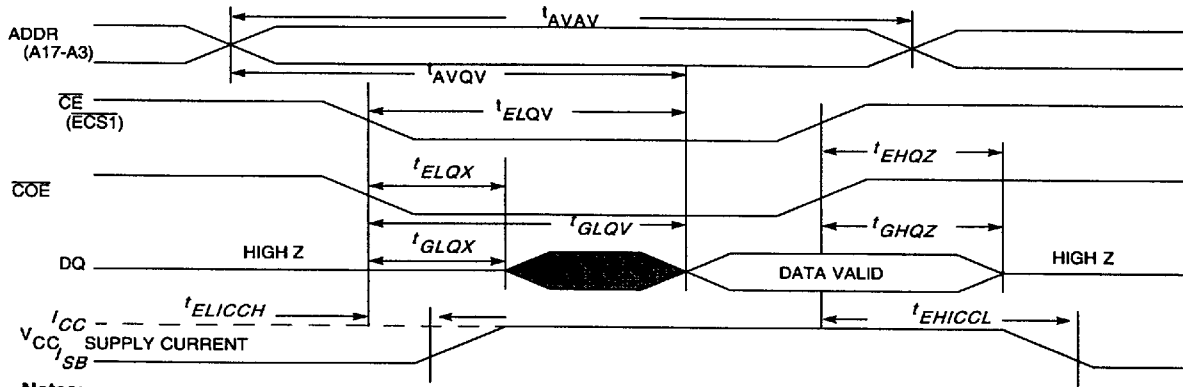 tAVAV
ADDR
(A17-A3)
tAVQV
CE
(ECS1)
tELQV
tEHQZ
tELQX
COE
tGLQV
tGHQZ
tGLQX
DQ
HIGH Z
DATA VALID
HIGH Z
tELICCH
tEHICCL
ICC
VCC SUPPLY CURRENT
ISB
Notes: